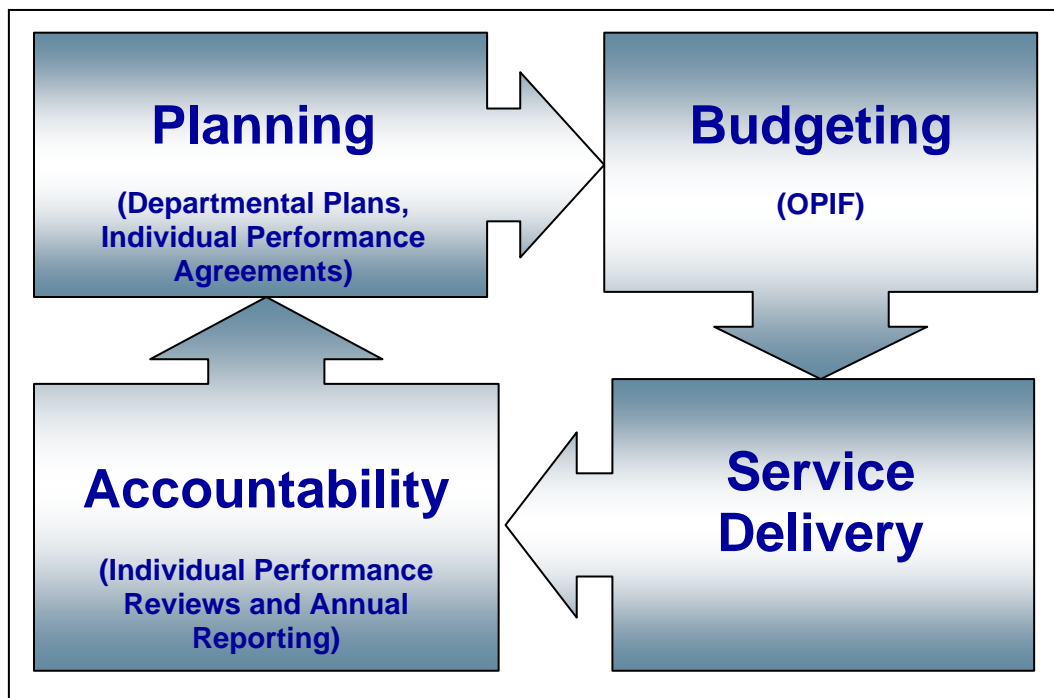 Planning
(Departmental Plans,
Individual Performance
Agreements)
Budgeting
(OPIF)
Accountability
(Individual Performance
Reviews and Annual
Reporting)
Service
Delivery